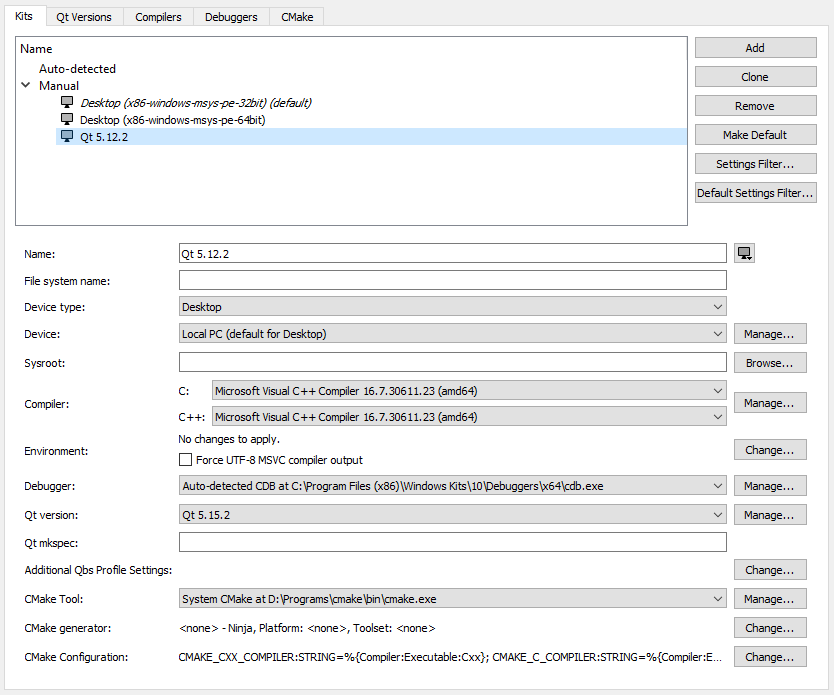 Kits Qt Versions Compilers Debuggers CMake
Name
Auto-detected
Manual
Desktop (x86-windows-msys-pe-32bit) (default)
Desktop (x86-windows-msys-pe-64bit)
Qt 5.12.2
Add
Clone
Remove
Make Default
Settings Filter...
Default Settings Filter...
Name: Qt 5.12.2
File system name:
Device type: Desktop
Device: Local PC (default for Desktop) Manage...
Sysroot: Browse...
Compiler: C: Microsoft Visual C++ Compiler 16.7.30611.23 (amd64)
C++: Microsoft Visual C++ Compiler 16.7.30611.23 (amd64) Manage...
Environment: No changes to apply. Change...
Force UTF-8 MSVC compiler output
Debugger: Auto-detected CDB at C:\Program Files (x86)\Windows Kits\10\Debuggers\x64\cdb.exe Manage...
Qt version: Qt 5.15.2 Manage...
Qt mkspec:
Additional Qbs Profile Settings: Change...
CMake Tool: System CMake at D:\Programs\cmake\bin\cmake.exe Manage...
CMake generator: <none> - Ninja, Platform: <none>, Toolset: <none> Change...
CMake Configuration: CMAKE_CXX_COMPILER:STRING=%{Compiler:Executable:Cxx}; CMAKE_C_COMPILER:STRING=%{Compiler:E... Change...